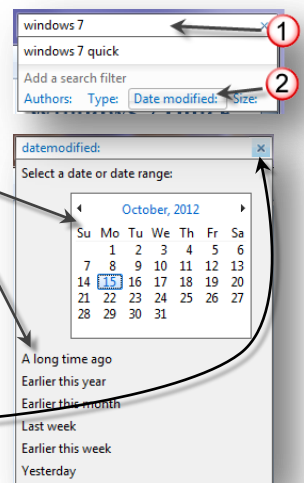 windows 7
1
windows 7 quick
Add a search filter
2
Authors: Type: Date modified: Size:
datemodified:
Select a date or date range:
October, 2012
Su Mo Tu We Th Fr Sa
1 2 3 4 5 6
7 8 9 10 11 12 13
14 15 16 17 18 19 20
21 22 23 24 25 26 27
28 29 30 31
A long time ago
Earlier this year
Earlier this month
Last week
Earlier this week
Yesterday